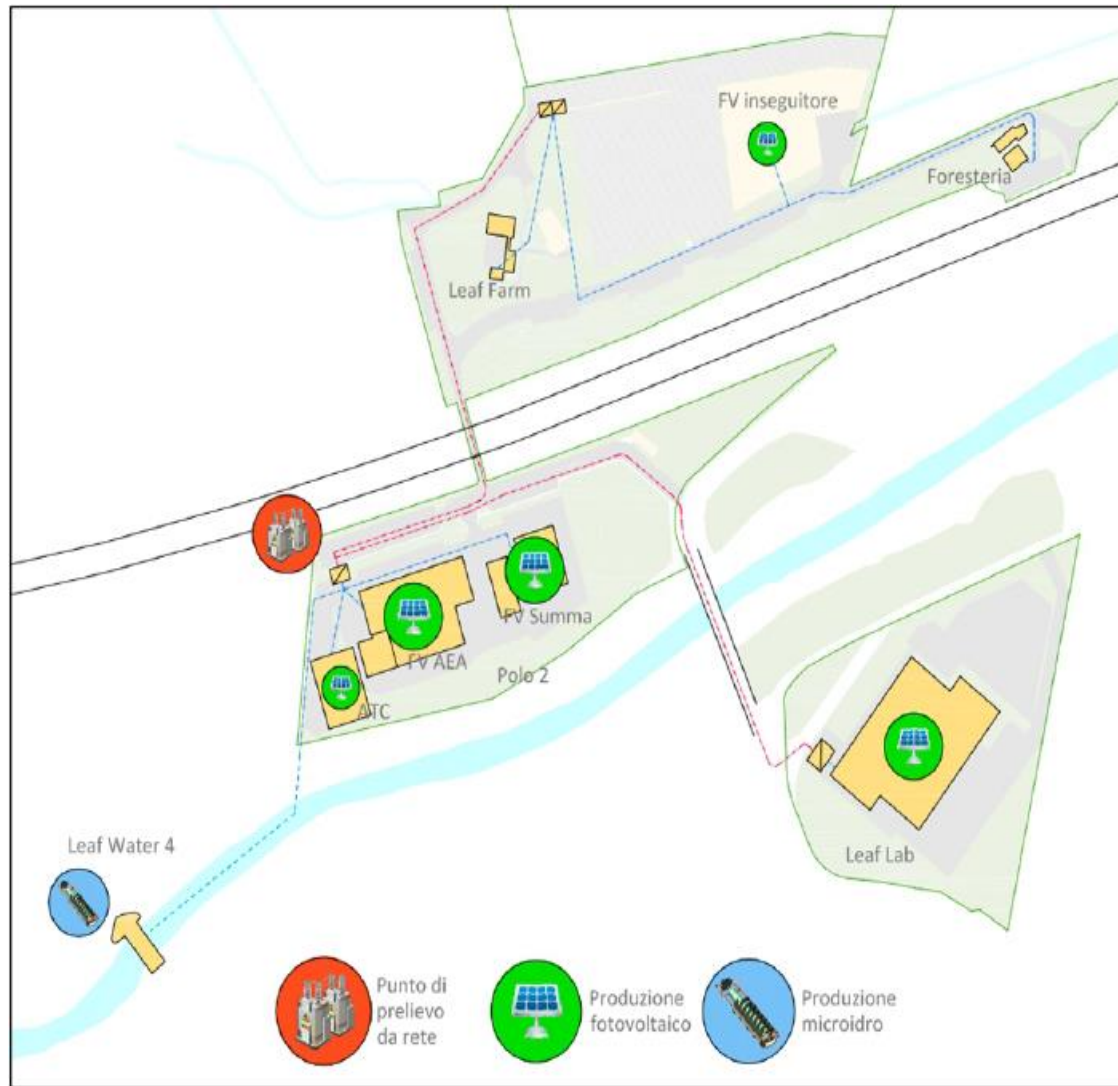 FV inseguitore
Foresteria
Leaf Farm
FV Summa
FV AEA
Polo 2
ATC
Leaf Water 4
Leaf Lab
Punto di
prelievo
da rete
Produzione
fotovoltaico
Produzione
microidro